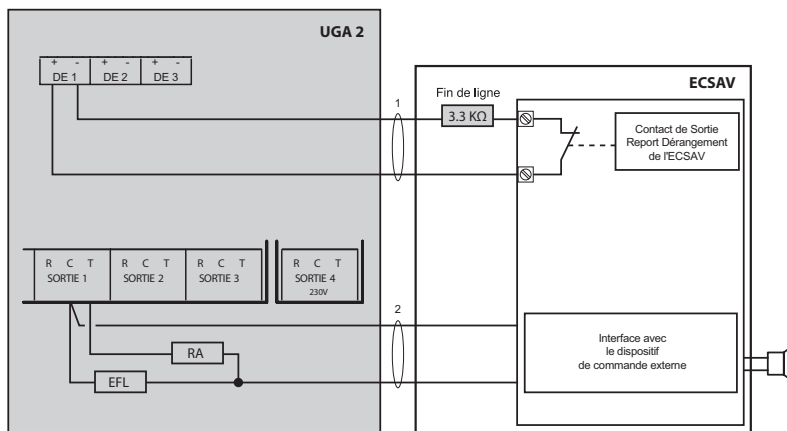 UGA 2
+ - + - + -
DE 1 DE 2 DE 3
ECSAV
1
Fin de ligne
3.3 KΩ
Contact de Sortie
Report Dérangement
de l'ECSAV
R C T R C T R C T R C T
SORTIE 1 SORTIE 2 SORTIE 3 SORTIE 4
230V
2
RA
EFL
Interface avec
le dispositif
de commande externe